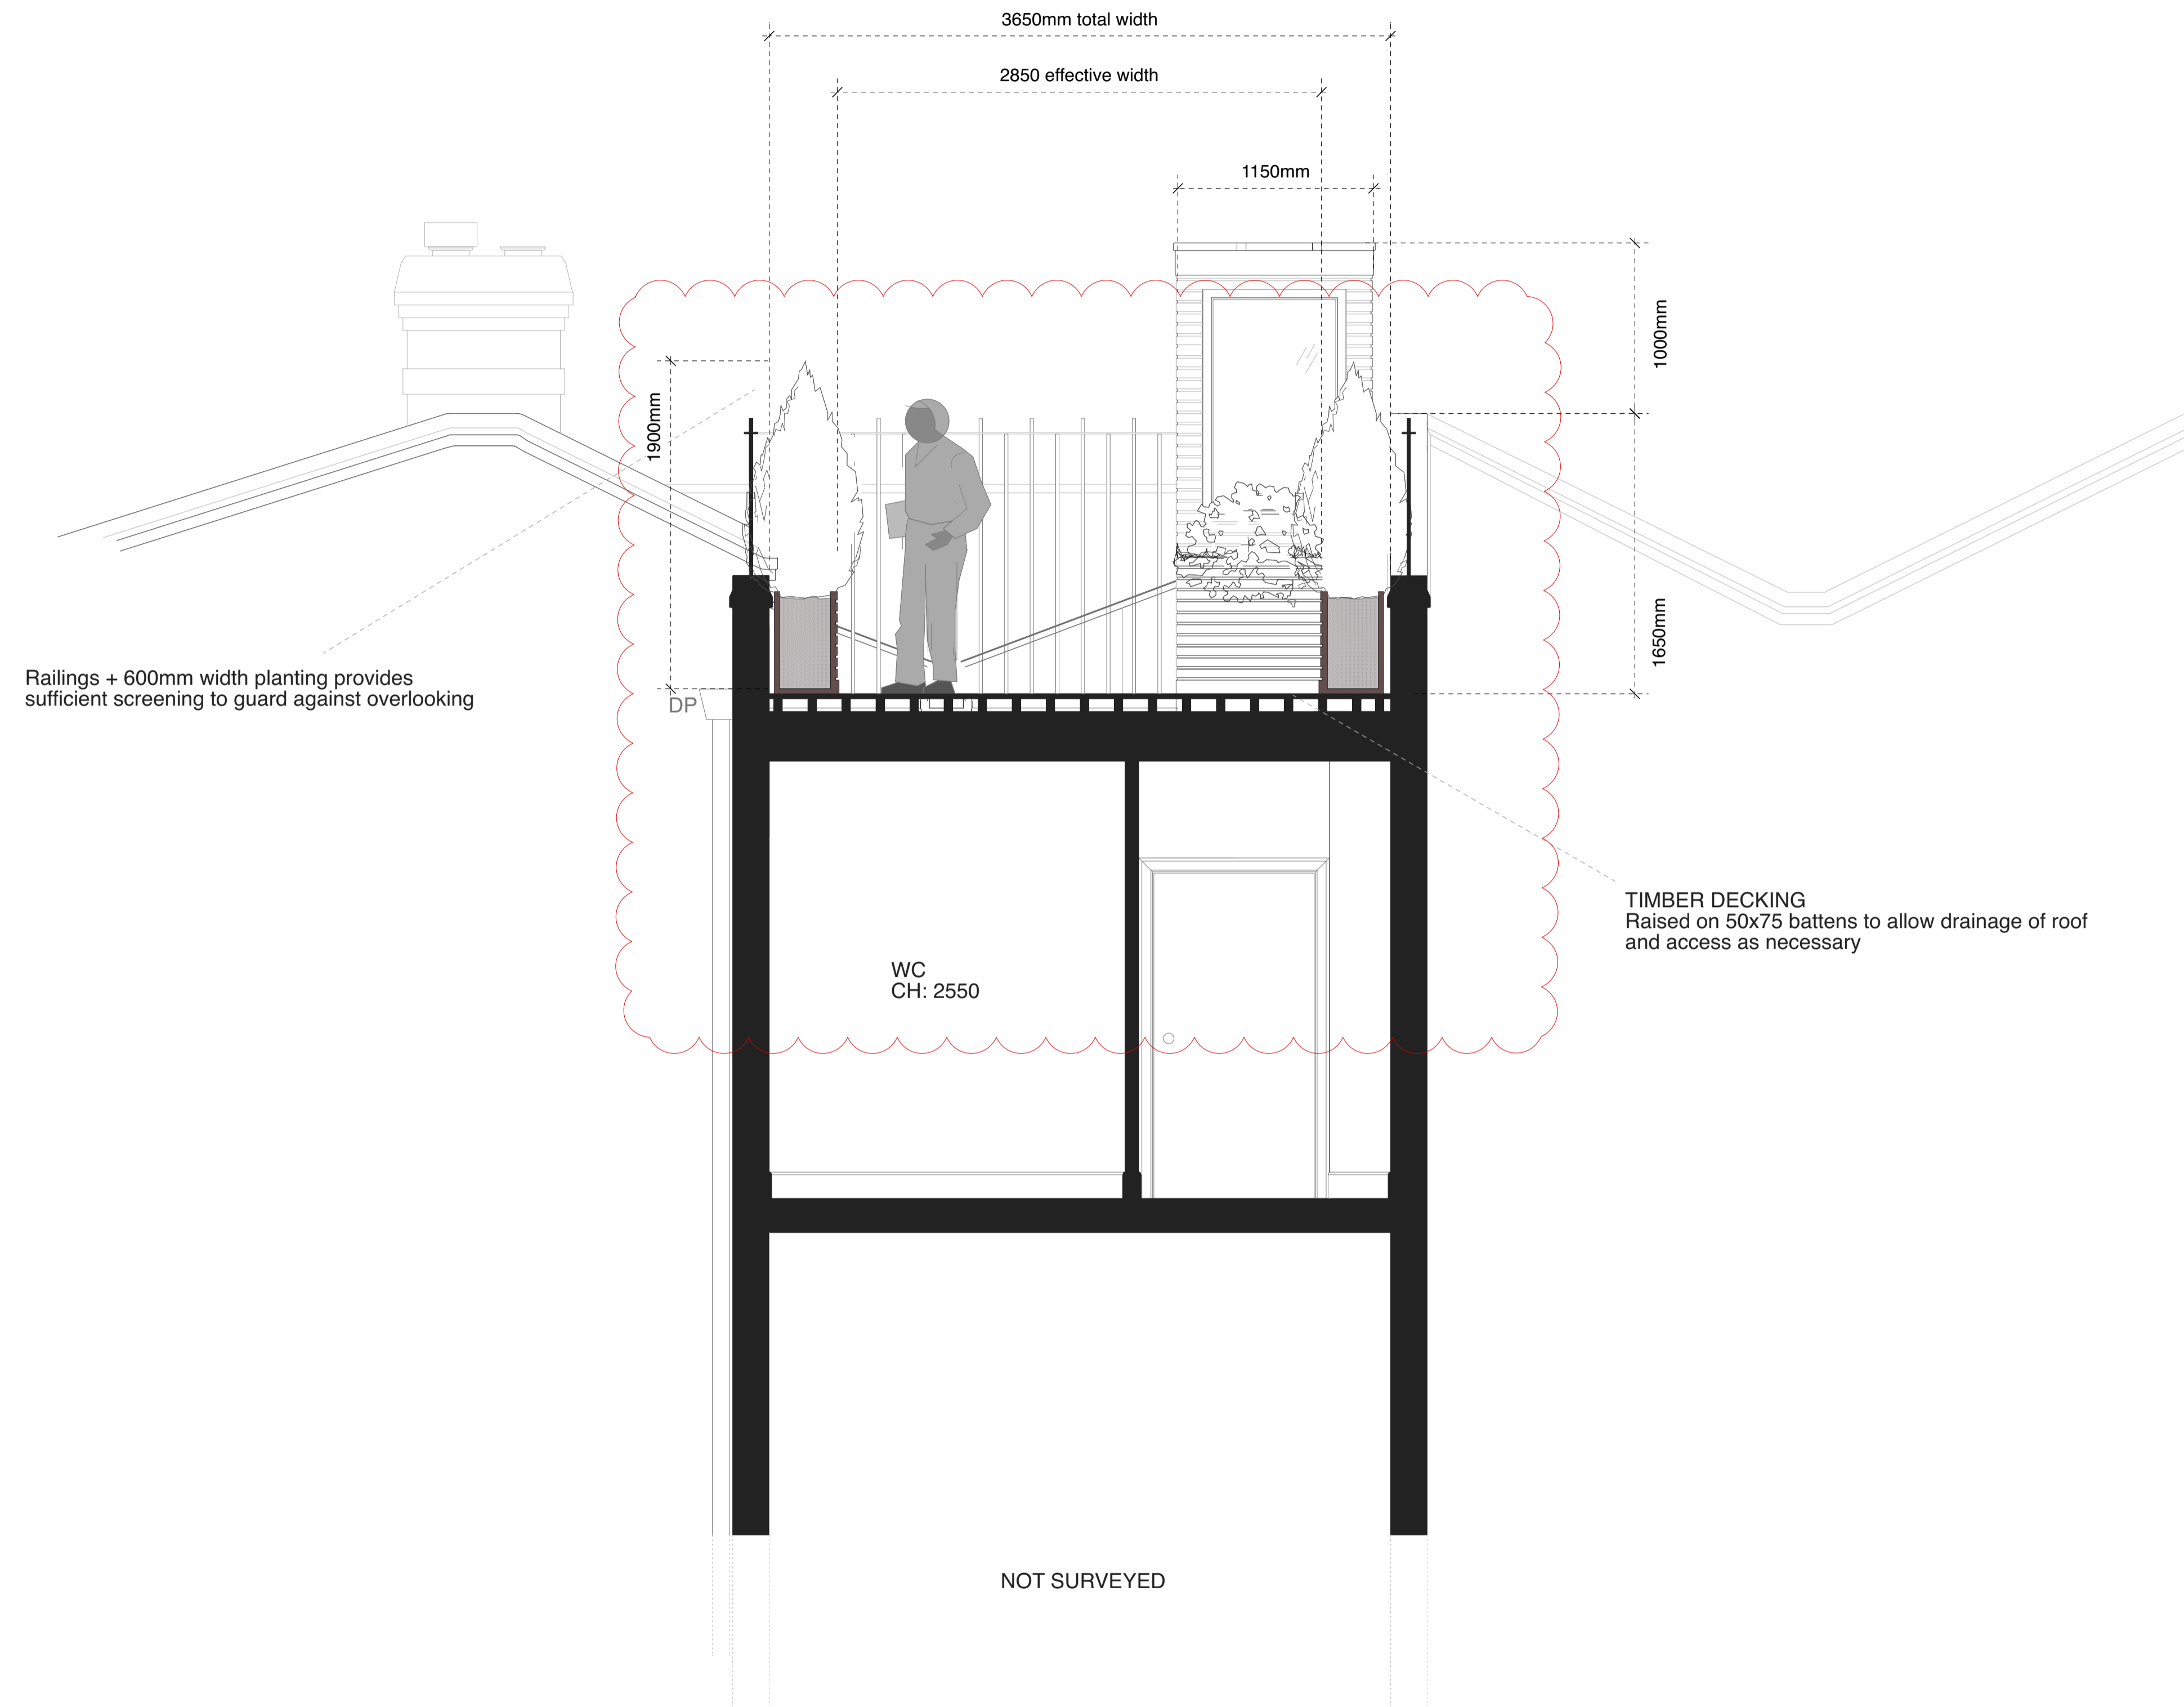 3650mm total width
2850 effective width
1150mm
1000mm
1900mm
1650mm
Railings + 600mm width planting provides
sufficient screening to guard against overlooking
DP
TIMBER DECKING
Raised on 50x75 battens to allow drainage of roof
and access as necessary
WC
CH: 2550
NOT SURVEYED